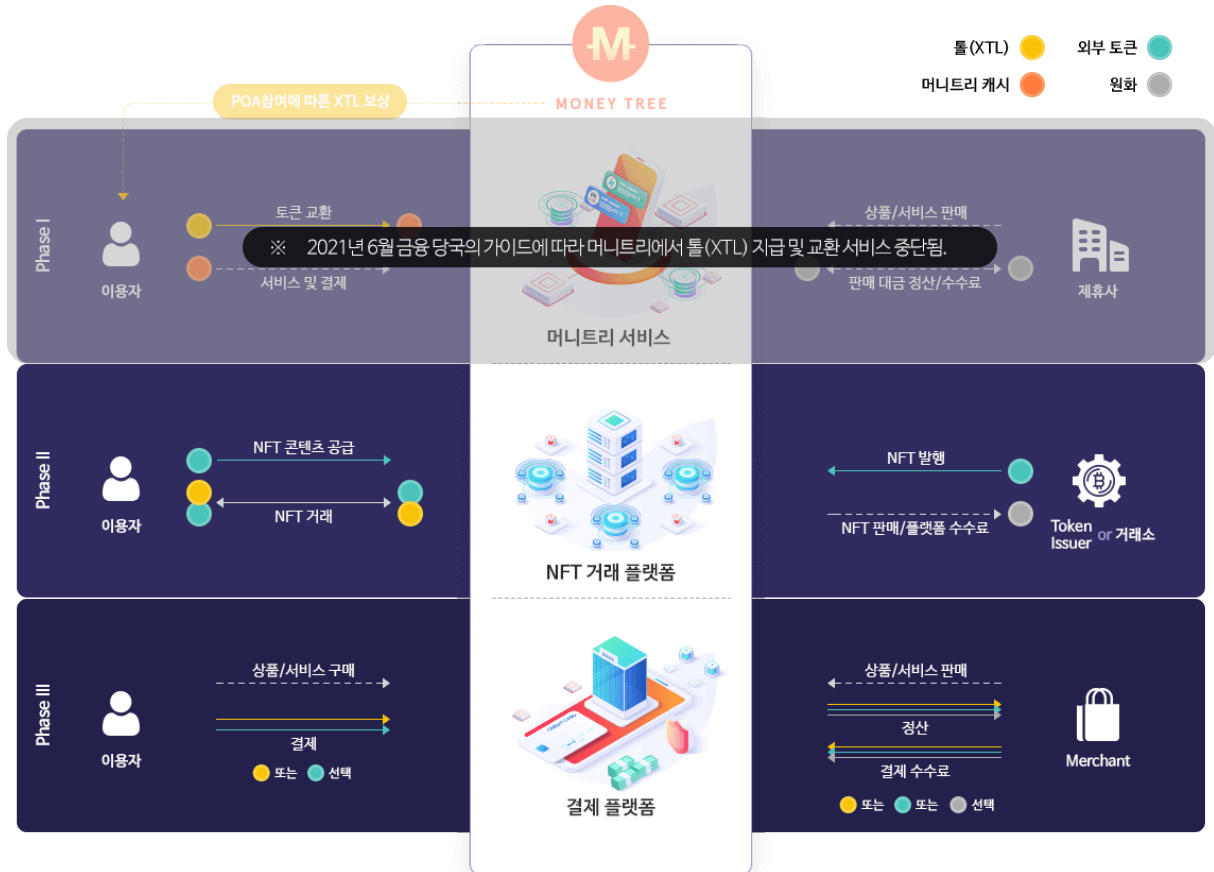 톨(XTL)
외부 토큰
머니트리 캐시
원화
M
MONEY TREE
POA참여에 따른 XTL 보상
Phase I
이용자
토큰 교환
서비스 및 결제
※ 2021년 6월 금융 당국의 가이드에 따라 머니트리에서 톨(XTL) 지급 및 교환 서비스 중단됨.
머니트리 서비스
상품/서비스 판매
판매 대금 정산/수수료
제휴사
Phase II
이용자
NFT 콘텐츠 공급
NFT 거래
NFT 거래 플랫폼
NFT 발행
NFT 판매/플랫폼 수수료
Token
Issuer or 거래소
Phase III
이용자
상품/서비스 구매
결제
또는 선택
BANK
CREDIT CARD
결제 플랫폼
상품/서비스 판매
정산
결제 수수료
또는 또는 선택
Merchant